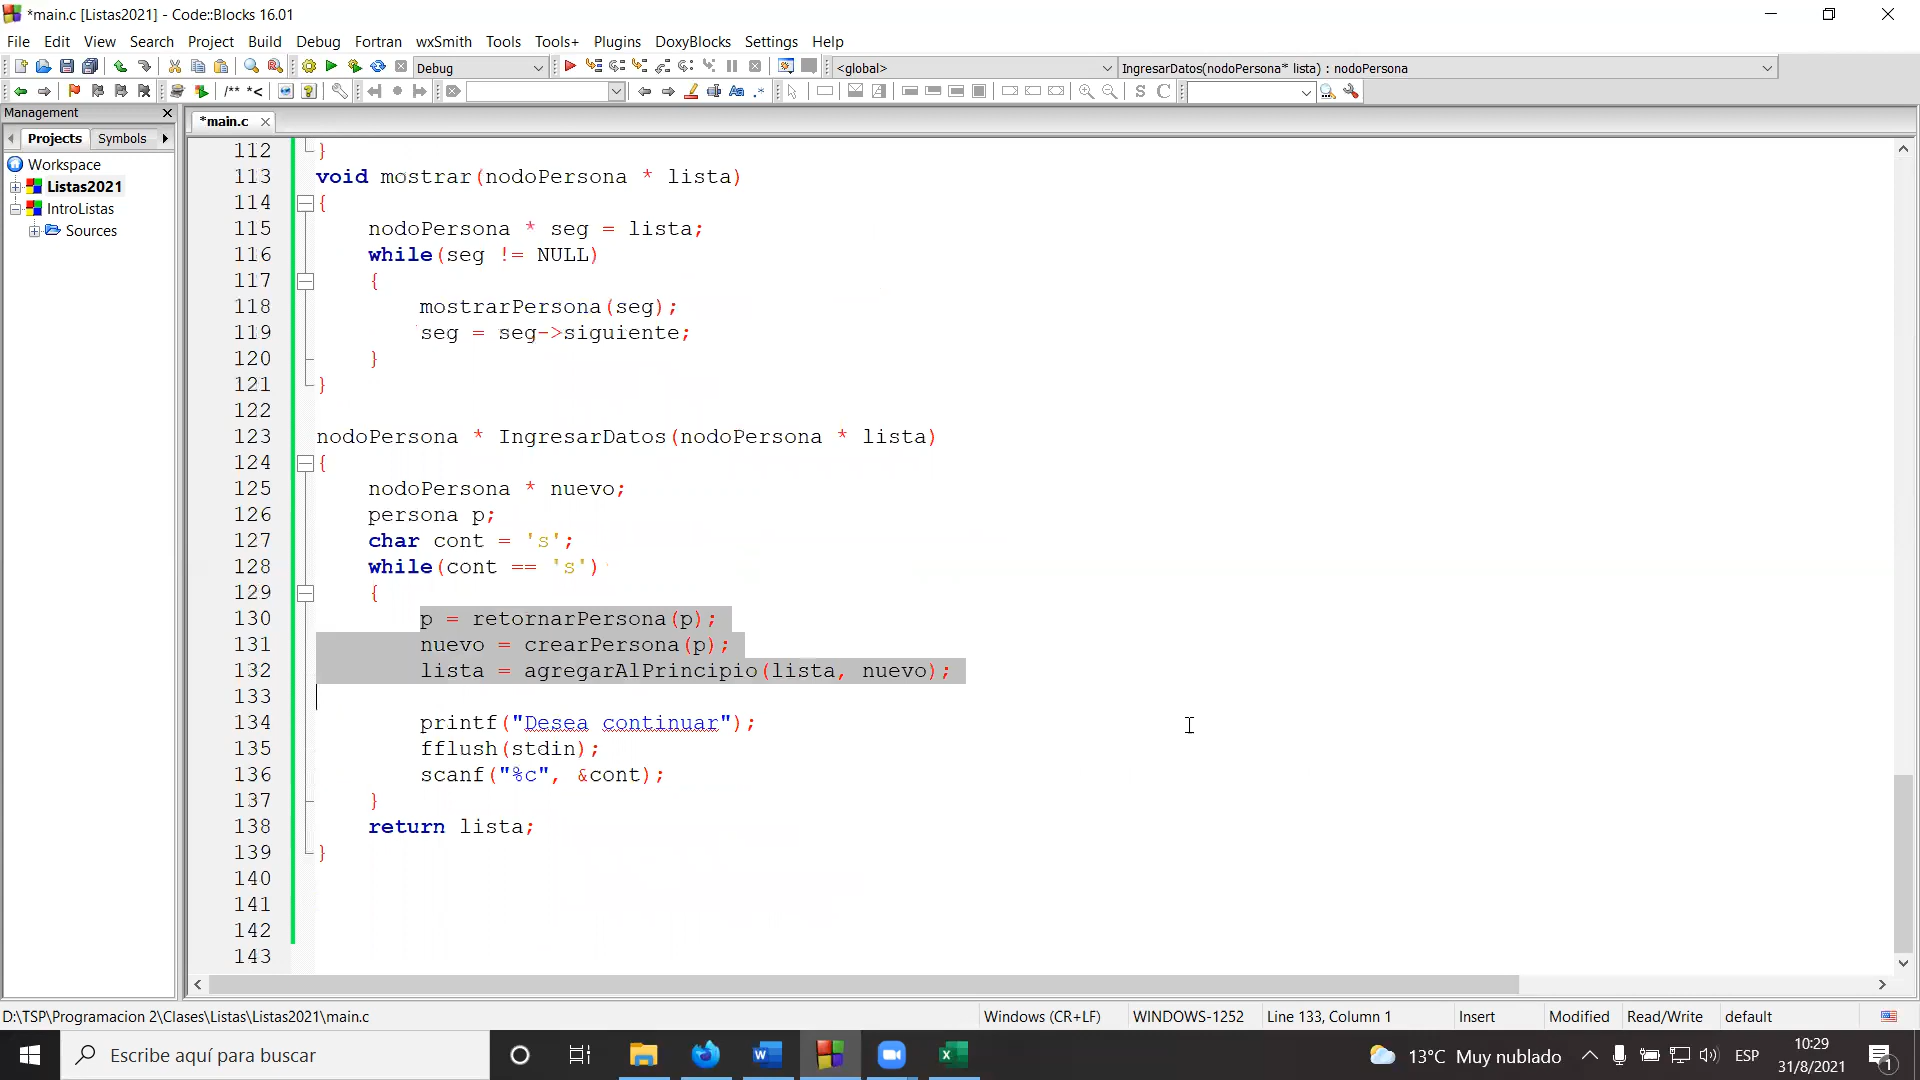 *main.c [Listas2021] - Code::Blocks 16.01
File Edit View Search Project Build Debug Fortran wxSmith Tools Tools+ Plugins DoxyBlocks Settings Help
Debug <global> IngresarDatos(nodoPersona* lista) : nodoPersona
/** *< Aa .* S C
Management
*main.c
Projects Symbols
Workspace
Listas2021
IntroListas
Sources
112 }
113 void mostrar(nodoPersona * lista)
114 {
115 nodoPersona * seg = lista;
116 while(seg != NULL)
117 {
118 mostrarPersona(seg);
119 seg = seg->siguiente;
120 }
121 }
122
123 nodoPersona * IngresarDatos(nodoPersona * lista)
124 {
125 nodoPersona * nuevo;
126 persona p;
127 char cont = 's';
128 while(cont == 's')
129 {
130 p = retornarPersona(p);
131 nuevo = crearPersona(p);
132 lista = agregarAlPrincipio(lista, nuevo);
133
134 printf("Desea continuar");
135 fflush(stdin);
136 scanf("%c", &cont);
137 }
138 return lista;
139 }
140
141
142
143
D:\TSP\Programacion 2\Clases\Listas\Listas2021\main.c Windows (CR+LF) WINDOWS-1252 Line 133, Column 1 Insert Modified Read/Write default
Escribe aquí para buscar
13°C Muy nublado ESP
10:29
31/8/2021
1